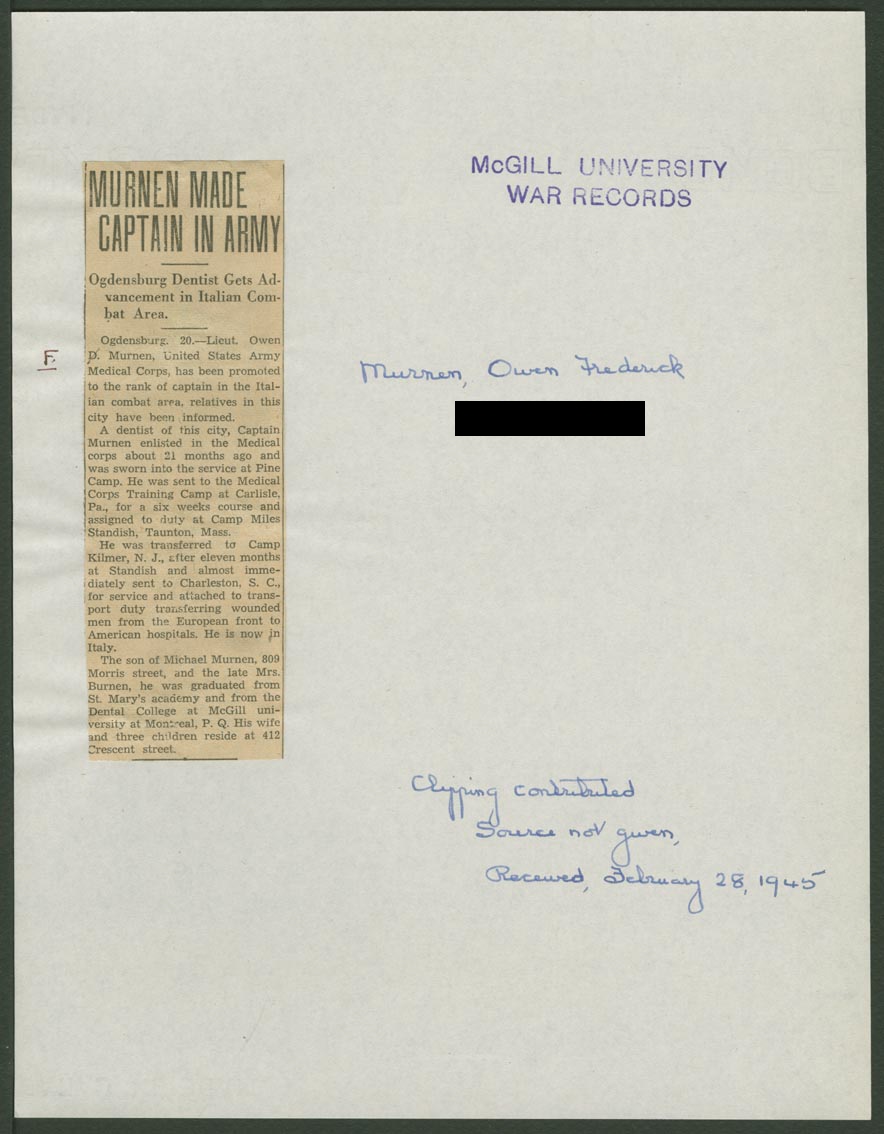 McGILL UNIVERSITY
WAR RECORDS
MURNEN MADE
CAPTAIN IN ARMY
Ogdensburg Dentist Gets Ad-
vancement in Italian Com-
bat Area.
Ogdensburg. 20.—Lieut. Owen
D. Murnen, United States Army
Medical Corps, has been promoted
to the rank of captain in the Ital-
ian combat area, relatives in this
city have been informed.
A dentist of this city, Captain
Murnen enlisted in the Medical
corps about 21 months ago and
was sworn into the service at Pine
Camp. He was sent to the Medical
Corps Training Camp at Carlisle,
Pa., for a six weeks course and
assigned to duty at Camp Miles
Standish, Taunton, Mass.
He was transferred to Camp
Kilmer, N. J., after eleven months
at Standish and almost imme-
diately sent to Charleston, S. C.,
for service and attached to trans-
port duty transferring wounded
men from the European front to
American hospitals. He is now in
Italy.
The son of Michael Murnen, 809
Morris street, and the late Mrs.
Burnen, he was graduated from
St. Mary's academy and from the
Dental College at McGill uni-
versity at Montreal, P. Q. His wife
and three children reside at 412
Crescent street.
F.
Murnen, Owen Frederick
Clipping contributed
Source not given,
Received, February 28, 1945